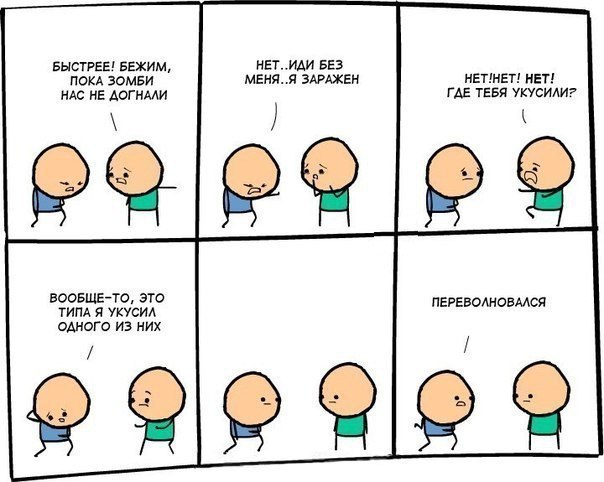 БЫСТРЕЕ! БЕЖИМ,
ПОКА ЗОМБИ
НАС НЕ ДОГНАЛИ
НЕТ..ИДИ БЕЗ
МЕНЯ..Я ЗАРАЖЕН
НЕТ!НЕТ! НЕТ!
ГДЕ ТЕБЯ УКУСИЛИ?
ВООБЩЕ-ТО, ЭТО
ТИПА Я УКУСИЛ
ОДНОГО ИЗ НИХ
ПЕРЕВОЛНОВАЛСЯ